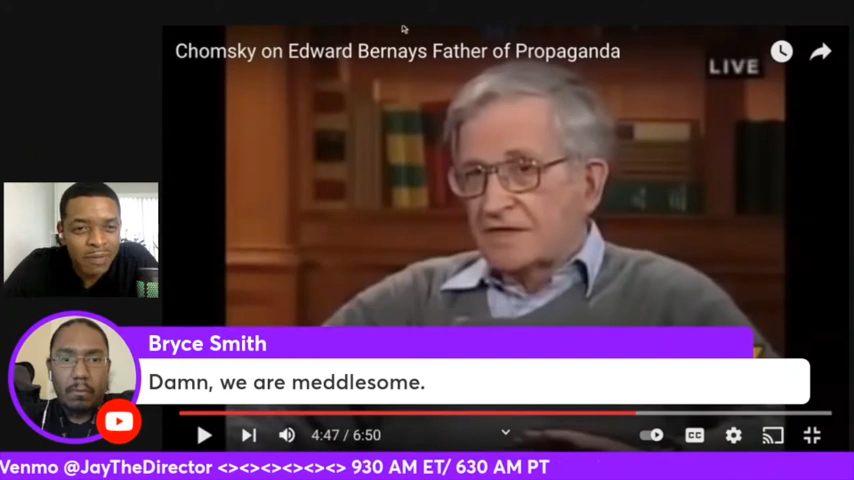 Chomsky on Edward Bernays Father of Propaganda
LIVE
Bryce Smith
Damn, we are meddlesome.
4:47 / 6:50
CC
Venmo @JayTheDirector <><><><><><> 930 AM ET/ 630 AM PT